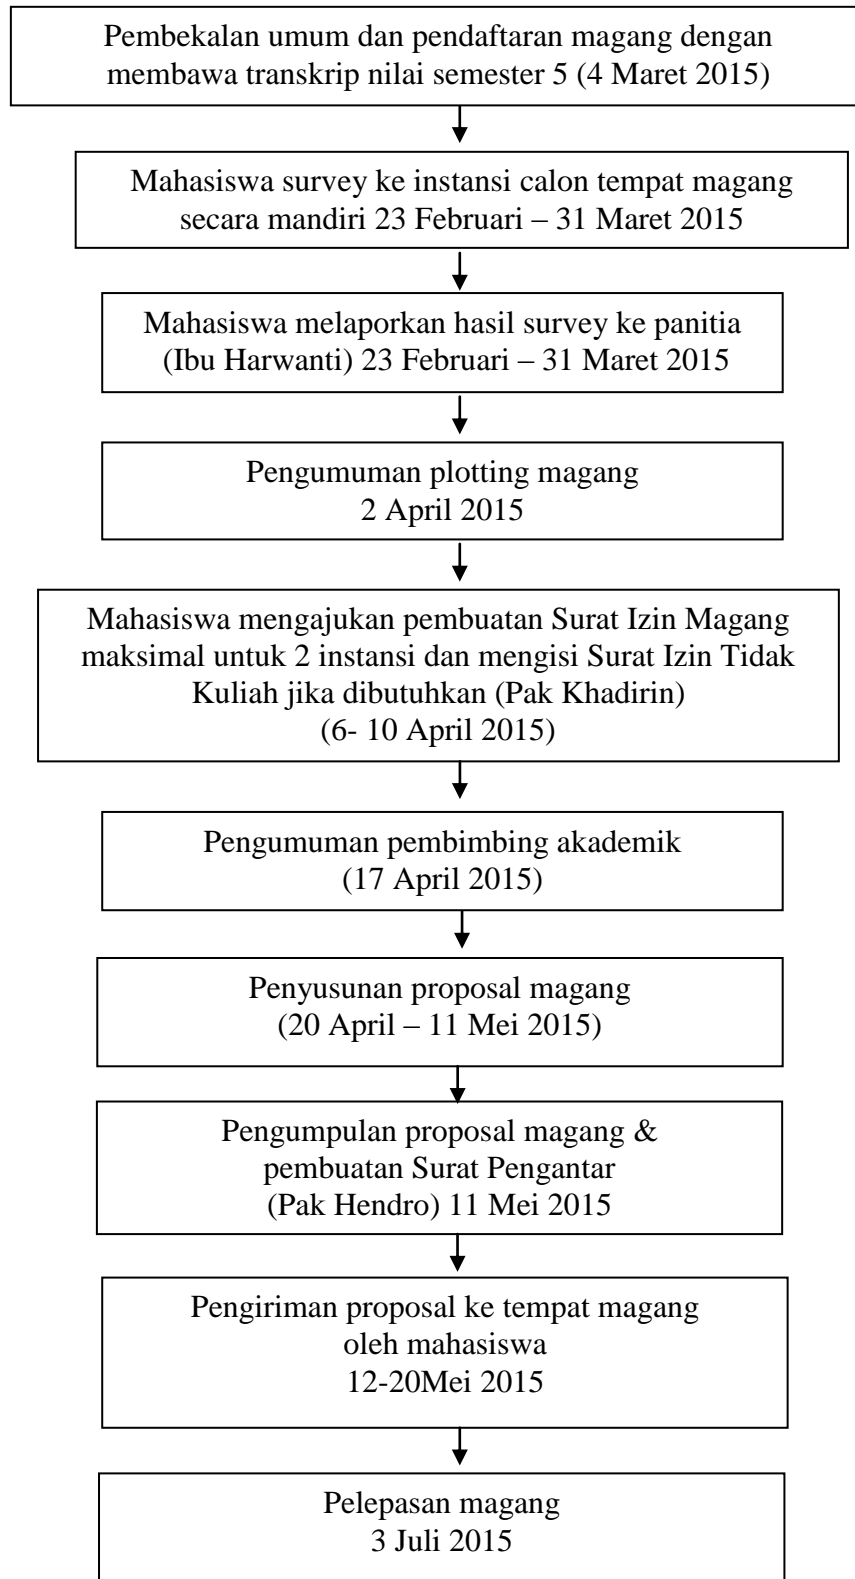 Pembekalan umum dan pendaftaran magang dengan
membawa transkrip nilai semester 5 (4 Maret 2015)
Mahasiswa survey ke instansi calon tempat magang
secara mandiri 23 Februari – 31 Maret 2015
Mahasiswa melaporkan hasil survey ke panitia
(Ibu Harwanti) 23 Februari – 31 Maret 2015
Pengumuman plotting magang
2 April 2015
Mahasiswa mengajukan pembuatan Surat Izin Magang
maksimal untuk 2 instansi dan mengisi Surat Izin Tidak
Kuliah jika dibutuhkan (Pak Khadirin)
(6- 10 April 2015)
Pengumuman pembimbing akademik
(17 April 2015)
Penyusunan proposal magang
(20 April – 11 Mei 2015)
Pengumpulan proposal magang &
pembuatan Surat Pengantar
(Pak Hendro) 11 Mei 2015
Pengiriman proposal ke tempat magang
oleh mahasiswa
12-20Mei 2015
Pelepasan magang
3 Juli 2015